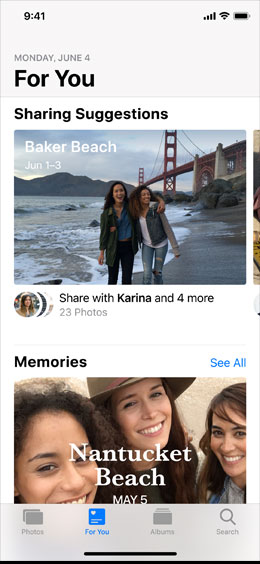 9:41
MONDAY, JUNE 4
For You
Sharing Suggestions
Baker Beach
Jun 1–3
Share with Karina and 4 more
23 Photos
Memories See All
Nantucket
Beach
MAY 5
Photos For You Albums Search